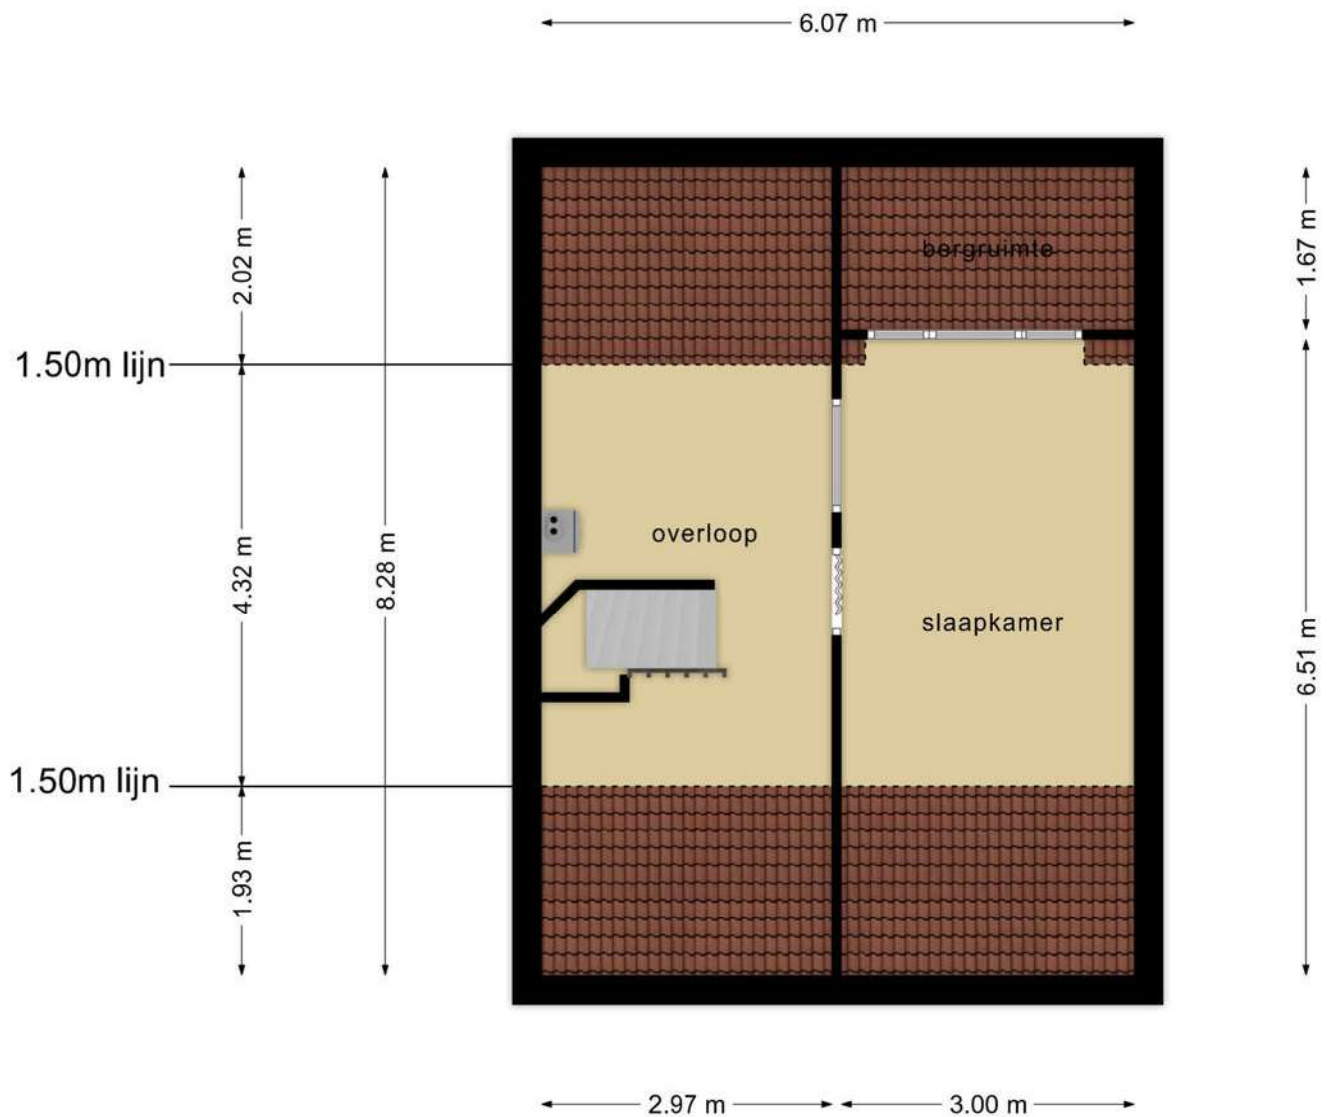 6.07 m
2.02 m
1.67 m
bergruimte
1.50m lijn
4.32 m
8.28 m
overloop
slaapkamer
6.51 m
1.50m lijn
1.93 m
2.97 m
3.00 m